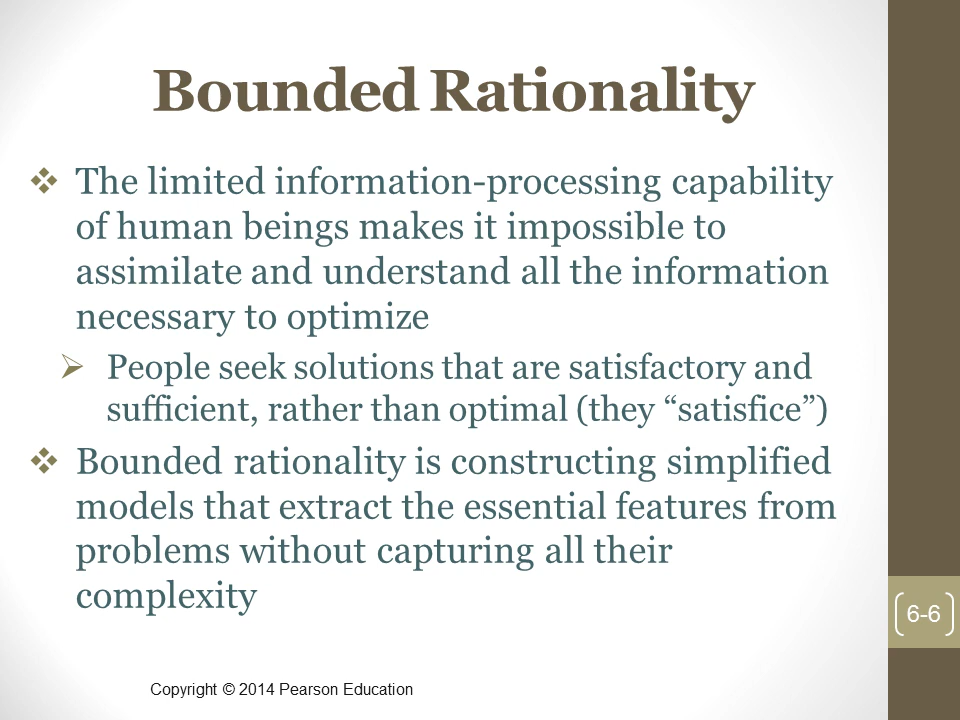 Bounded Rationality
❖ The limited information-processing capability
of human beings makes it impossible to
assimilate and understand all the information
necessary to optimize
➢ People seek solutions that are satisfactory and
sufficient, rather than optimal (they “satisfice”)
❖ Bounded rationality is constructing simplified
models that extract the essential features from
problems without capturing all their
complexity
6-6
Copyright © 2014 Pearson Education